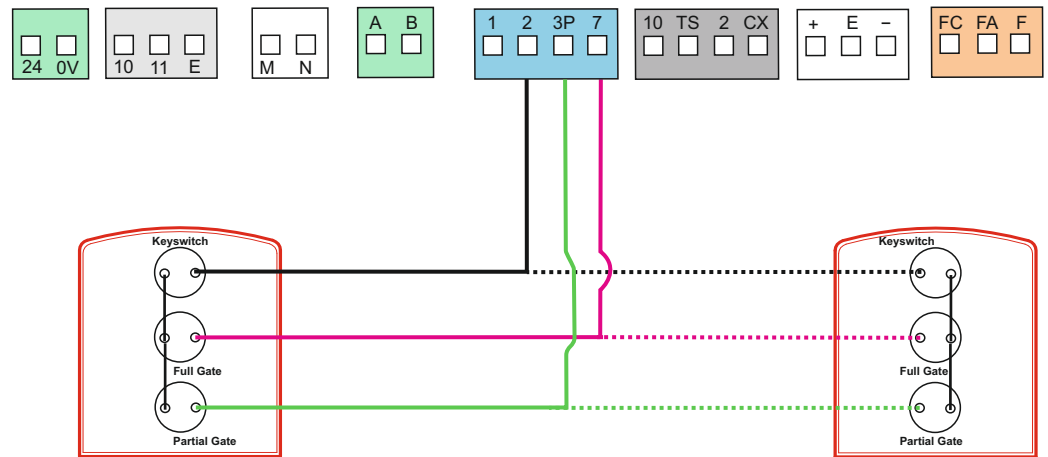 24 0V
10 11 E
M N
A B
1 2 3P 7
10 TS 2 CX
+ E −
FC FA F
Keyswitch
Full Gate
Partial Gate
Keyswitch
Full Gate
Partial Gate